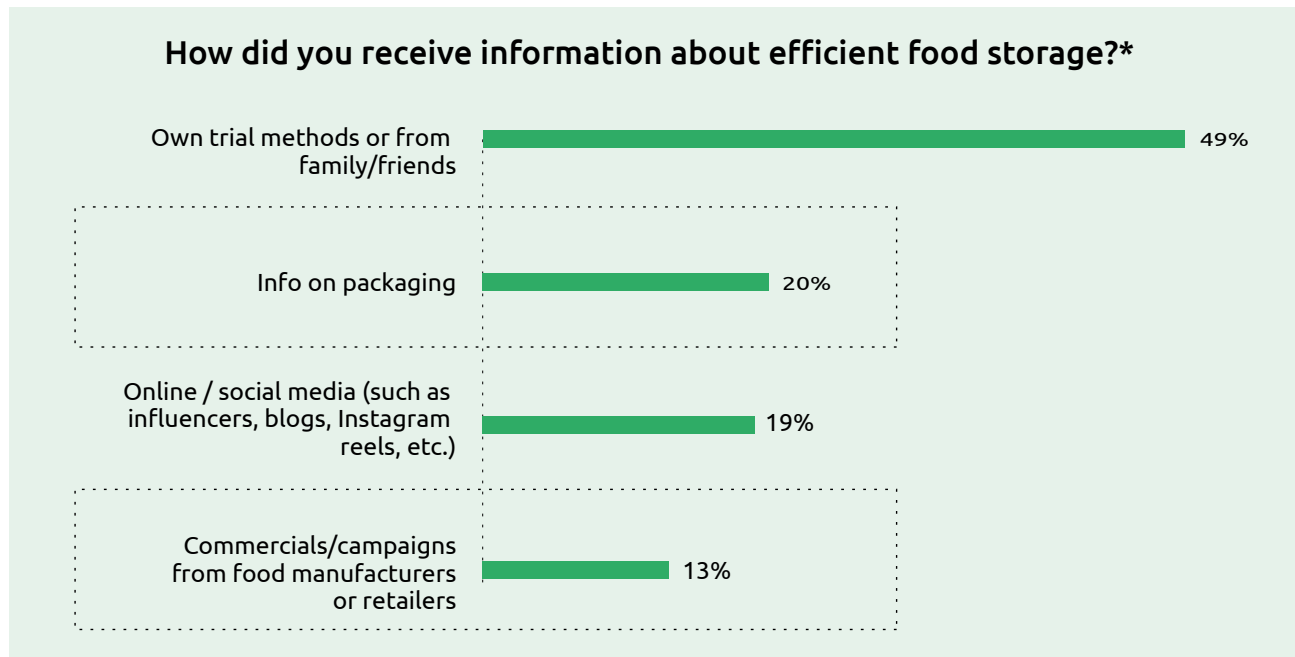 How did you receive information about efficient food storage?*
Own trial methods or from
family/friends
49%
Info on packaging
20%
Online / social media (such as
influencers, blogs, Instagram
reels, etc.)
19%
Commercials/campaigns
from food manufacturers
or retailers
13%